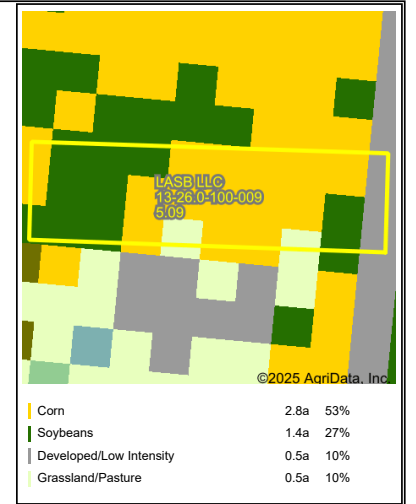 LASB LLC
13-26.0-100-009
5.09
©2025 AgriData, Inc.
Corn 2.8a 53%
Soybeans 1.4a 27%
Developed/Low Intensity 0.5a 10%
Grassland/Pasture 0.5a 10%